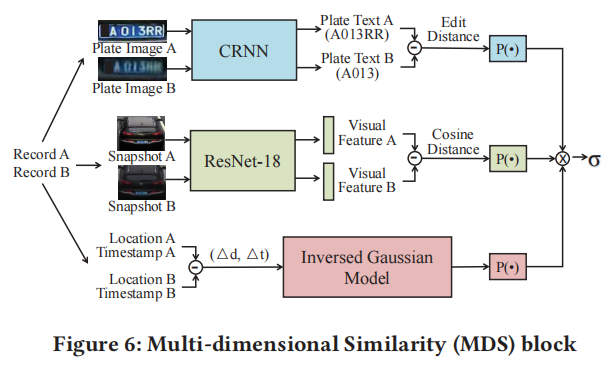 A013RR
Plate Image A
A013RR
Plate Image B
CRNN
Plate Text A
(A013RR)
Plate Text B
(A013)
Edit
Distance
P(•)
Record A
Record B
Snapshot A
Snapshot B
ResNet-18
Visual
Feature A
Visual
Feature B
Cosine
Distance
P(•)
σ
Location A
Timestamp A
Location B
Timestamp B
(△d, △t)
Inversed Gaussian
Model
P(•)
Figure 6: Multi-dimensional Similarity (MDS) block